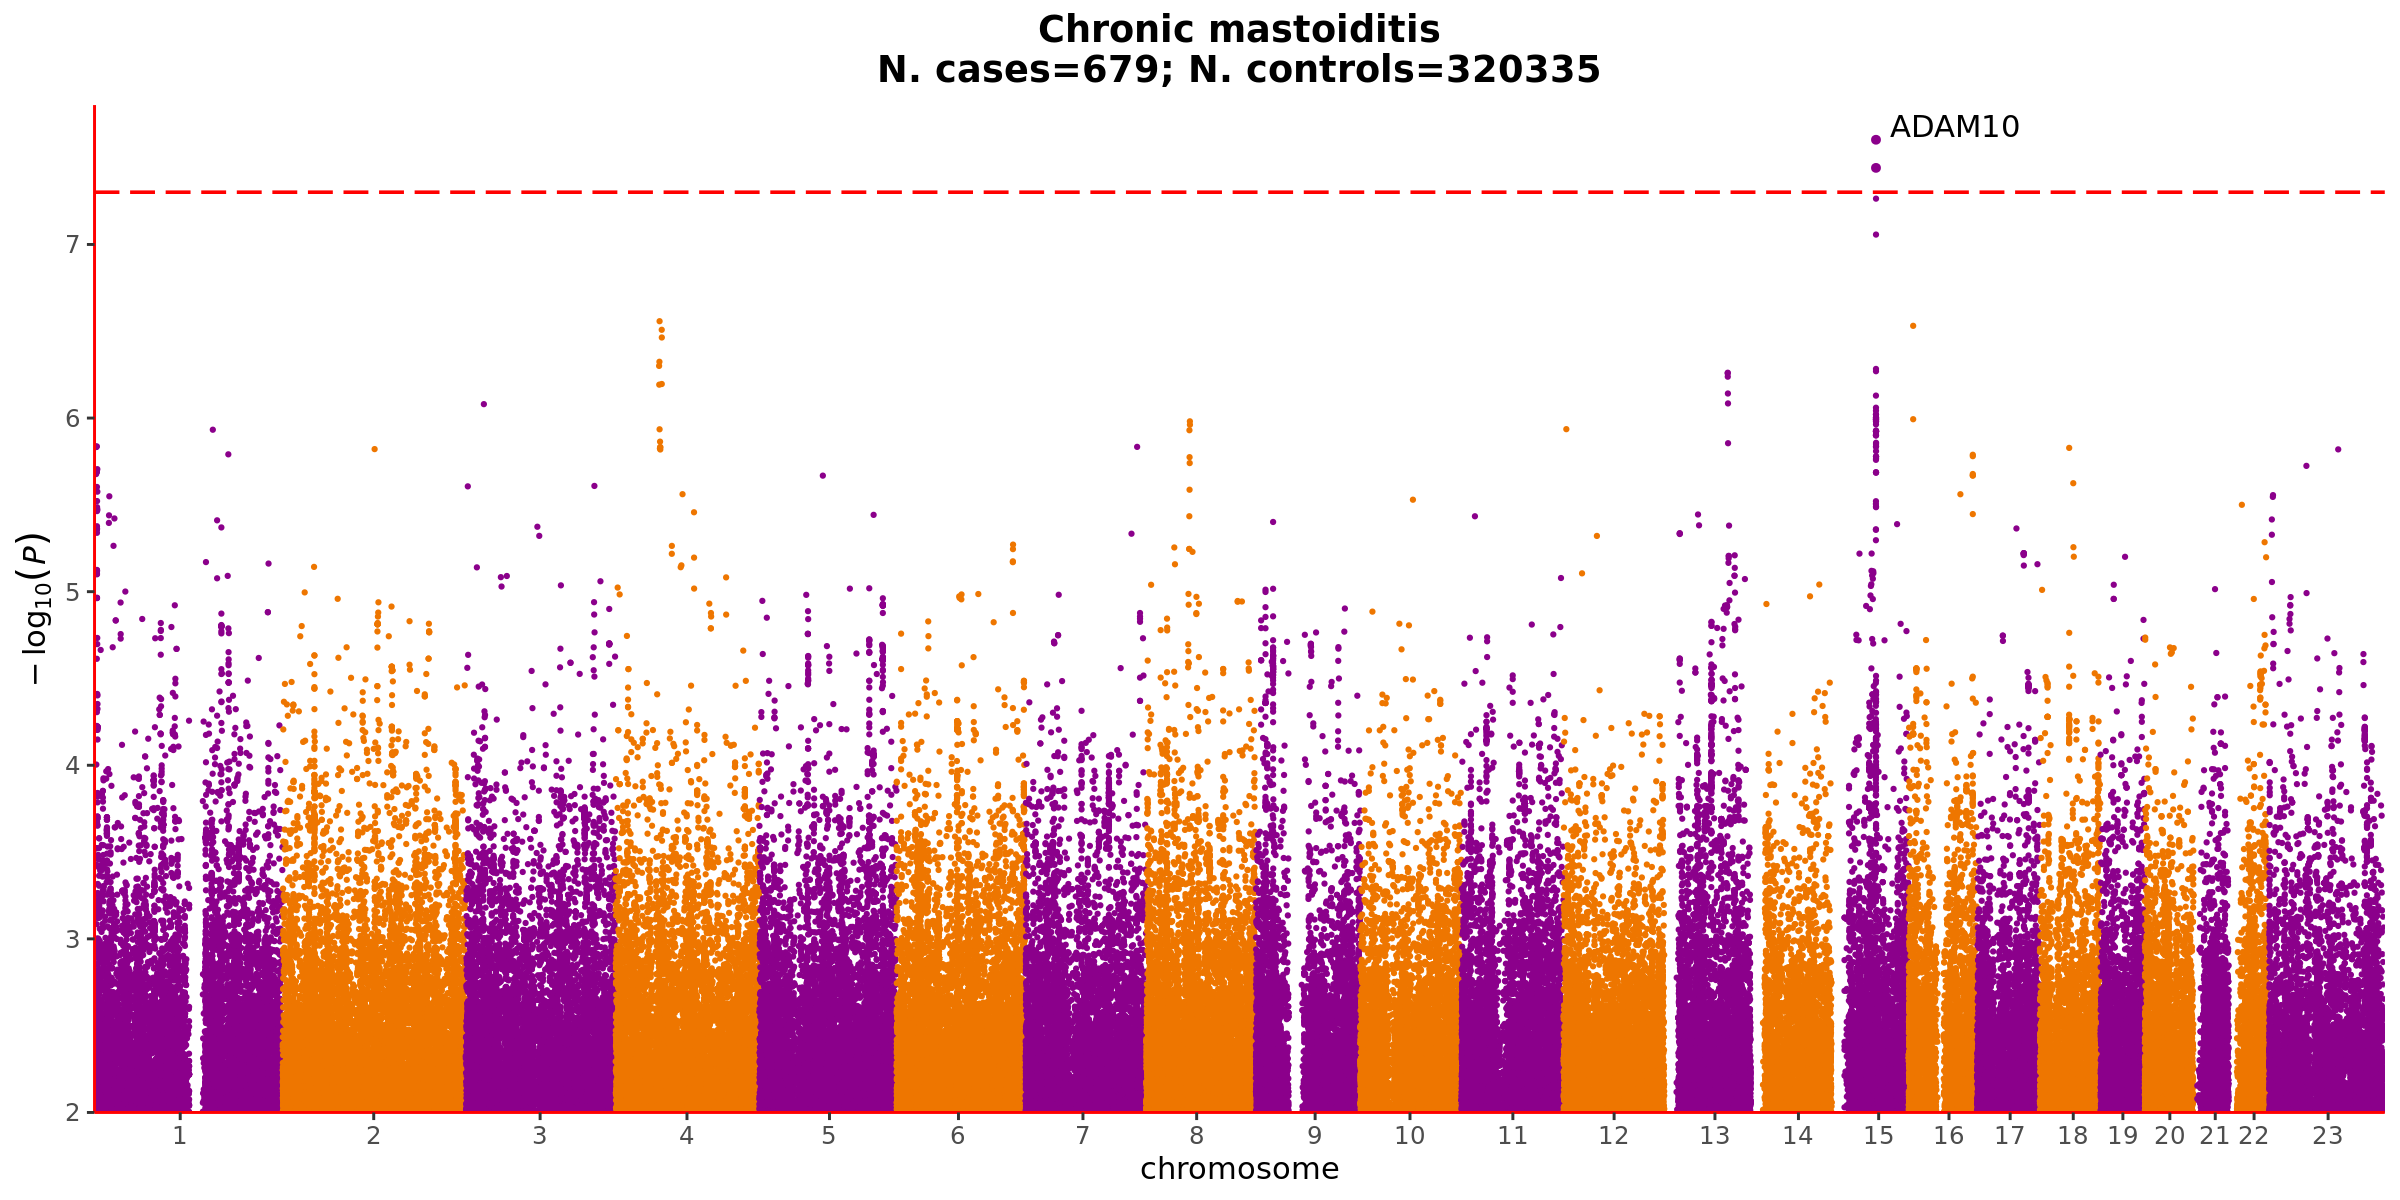 Chronic mastoiditis
N. cases=679; N. controls=320335
ADAM10
7
6
5
4
3
2
−log10(P)
1 2 3 4 5 6 7 8 9 10 11 12 13 14 15 16 17 18 19 20 21 22 23
chromosome